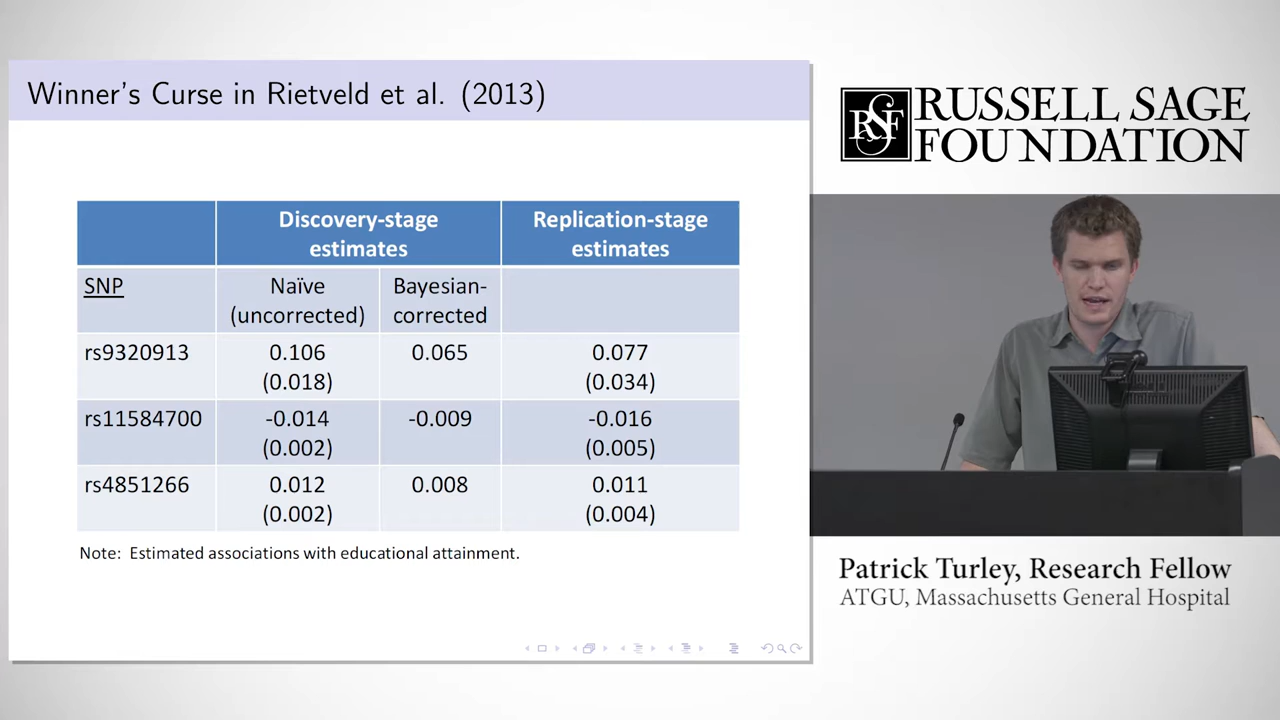 Winner's Curse in Rietveld et al. (2013)
Discovery-stage estimates
Replication-stage estimates
SNP
Naïve (uncorrected)
Bayesian-corrected
rs9320913 0.106 0.065 0.077
(0.018) (0.034)
rs11584700 -0.014 -0.009 -0.016
(0.002) (0.005)
rs4851266 0.012 0.008 0.011
(0.002) (0.004)
Note: Estimated associations with educational attainment.
RSF
RUSSELL SAGE
FOUNDATION
Patrick Turley, Research Fellow
ATGU, Massachusetts General Hospital